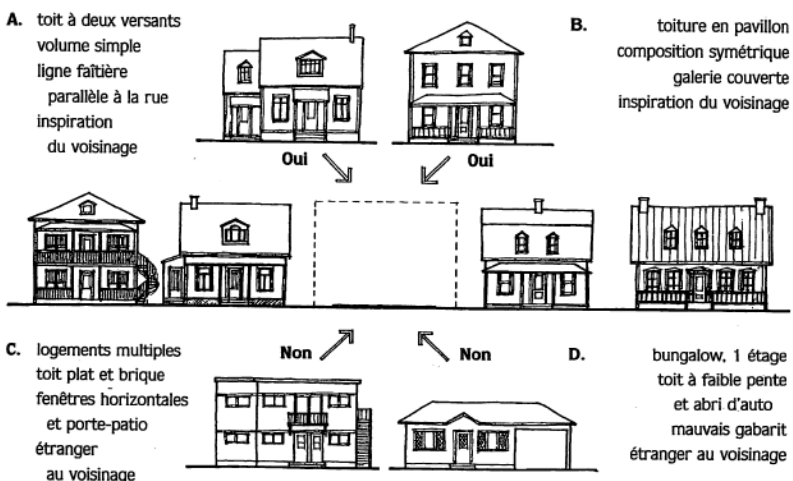 A. toit à deux versants
volume simple
ligne faîtière
parallèle à la rue
inspiration
du voisinage
B. toiture en pavillon
composition symétrique
galerie couverte
inspiration du voisinage
Oui
Oui
Non
Non
C. logements multiples
toit plat et brique
fenêtres horizontales
et porte-patio
étranger
au voisinage
D. bungalow, 1 étage
toit à faible pente
et abri d'auto
mauvais gabarit
étranger au voisinage